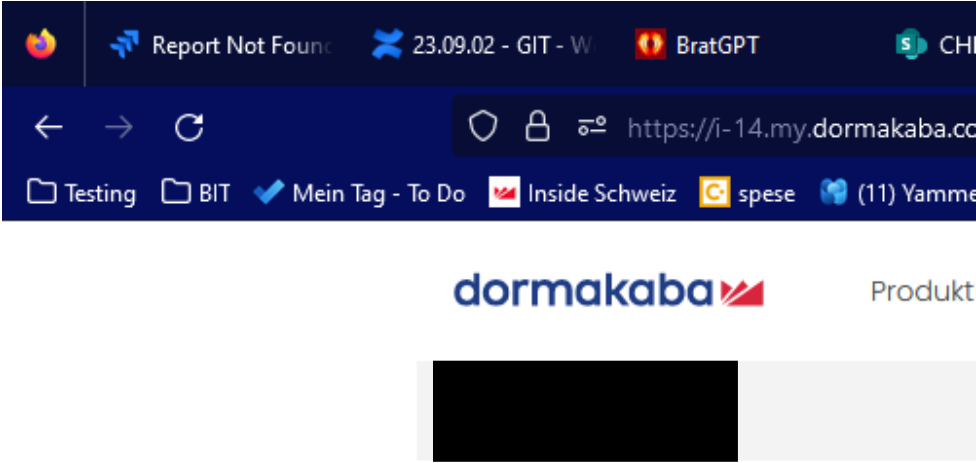 Report Not Found 23.09.02 - GIT - W BratGPT CHI
https://i-14.my.dormakaba.co
Testing BIT Mein Tag - To Do Inside Schweiz C spese (11) Yamme
dormakaba Produkt